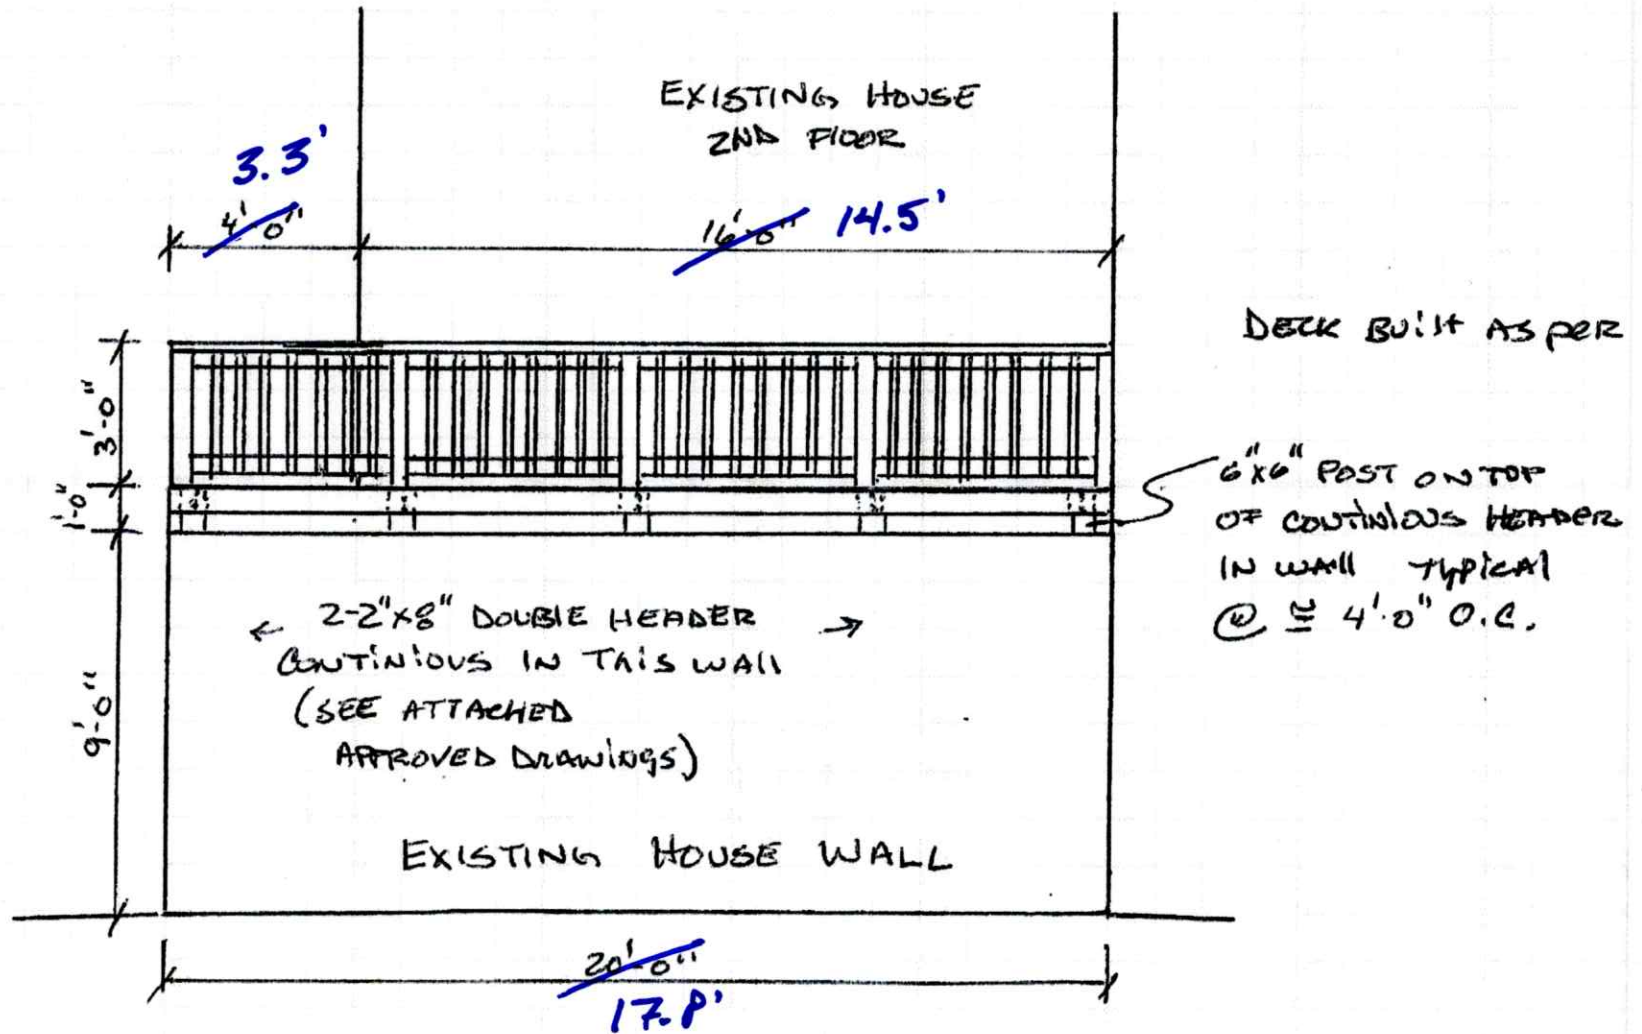 EXISTING HOUSE
2ND FLOOR
3.3'
4'-0"
16'-0" 14.5'
DECK BUILT AS PER
3'-0"
1'-0"
6"X6" POST ON TOP
OF CONTINIOUS HEADER
IN WALL TYPICAL
@ ≅ 4'-0" O.C.
← 2-2"X8" DOUBLE HEADER →
CONTINIOUS IN THIS WALL
(SEE ATTACHED
APPROVED DRAWINGS)
9'-0"
EXISTING HOUSE WALL
20'-0"
17.8'